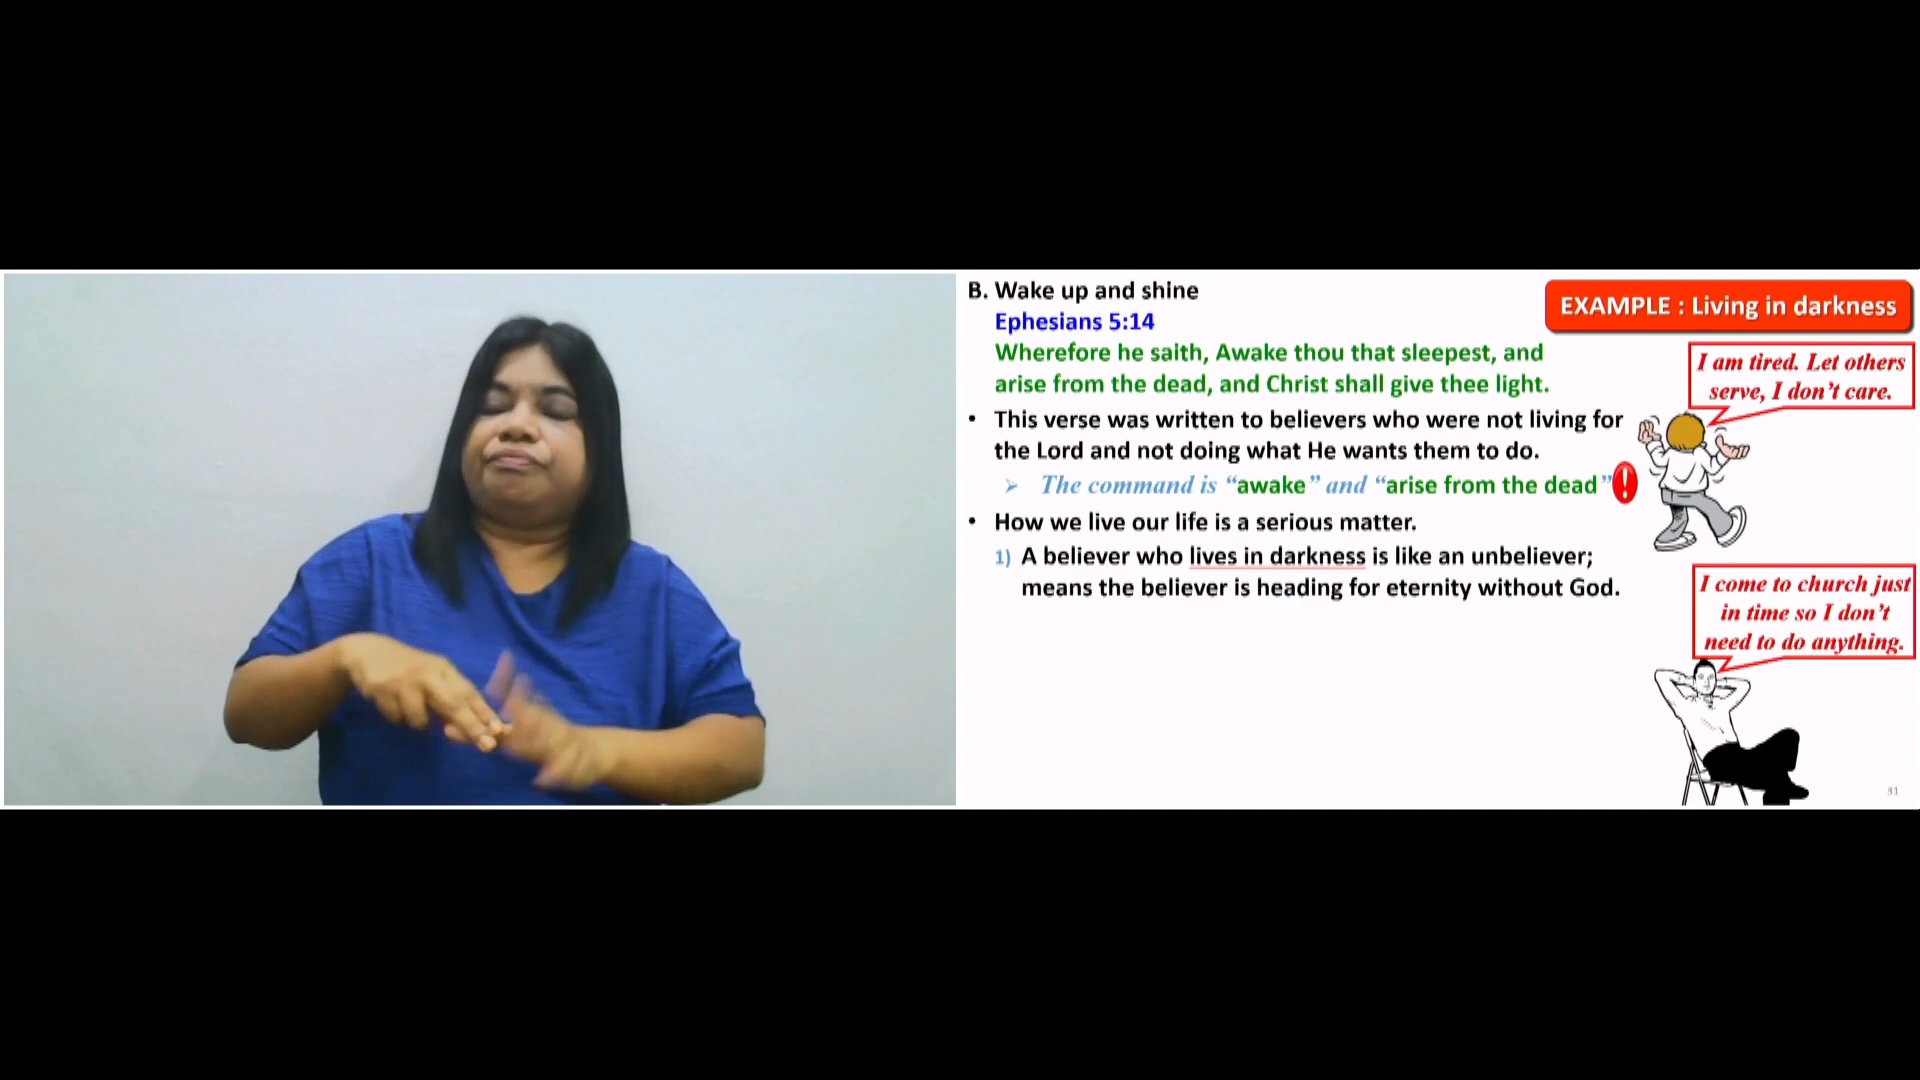 B. Wake up and shine
EXAMPLE : Living in darkness
Ephesians 5:14
Wherefore he saith, Awake thou that sleepest, and
arise from the dead, and Christ shall give thee light.
I am tired. Let others
serve, I don’t care.
• This verse was written to believers who were not living for
the Lord and not doing what He wants them to do.
➢ The command is “awake” and “arise from the dead”
!
• How we live our life is a serious matter.
1) A believer who lives in darkness is like an unbeliever;
means the believer is heading for eternity without God.
I come to church just
in time so I don’t
need to do anything.
31